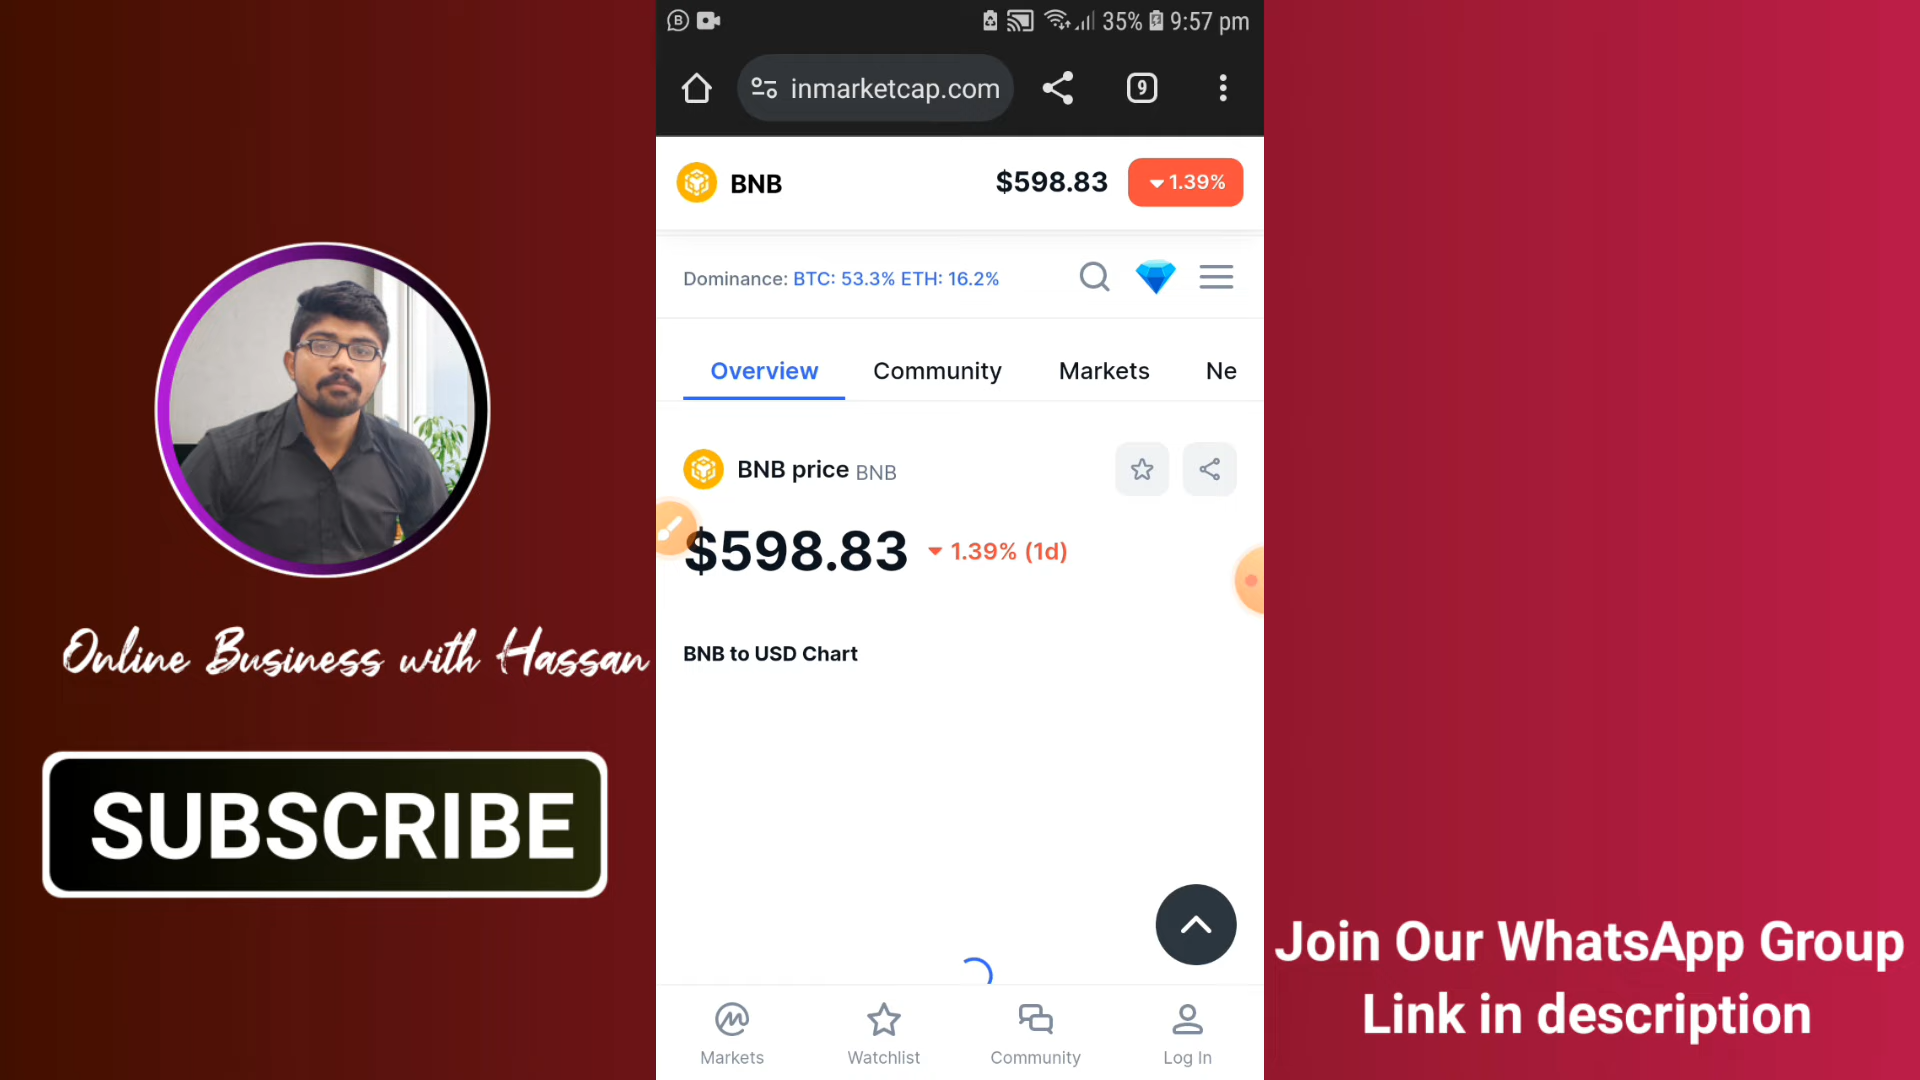 35% 9:57 pm
inmarketcap.com
9
BNB $598.83 1.39%
Dominance: BTC: 53.3% ETH: 16.2%
Overview Community Markets Ne
BNB price BNB
$598.83 1.39% (1d)
BNB to USD Chart
Markets Watchlist Community Log In
Online Business with Hassan
SUBSCRIBE
Join Our WhatsApp Group
Link in description